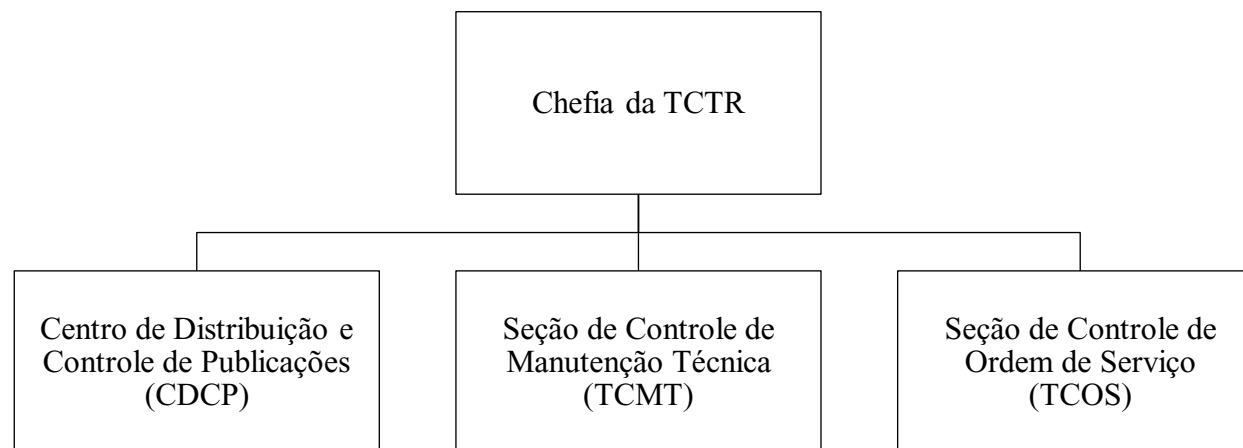 Chefia da TCTR
Centro de Distribuição e
Controle de Publicações
(CDCP)
Seção de Controle de
Manutenção Técnica
(TCMT)
Seção de Controle de
Ordem de Serviço
(TCOS)